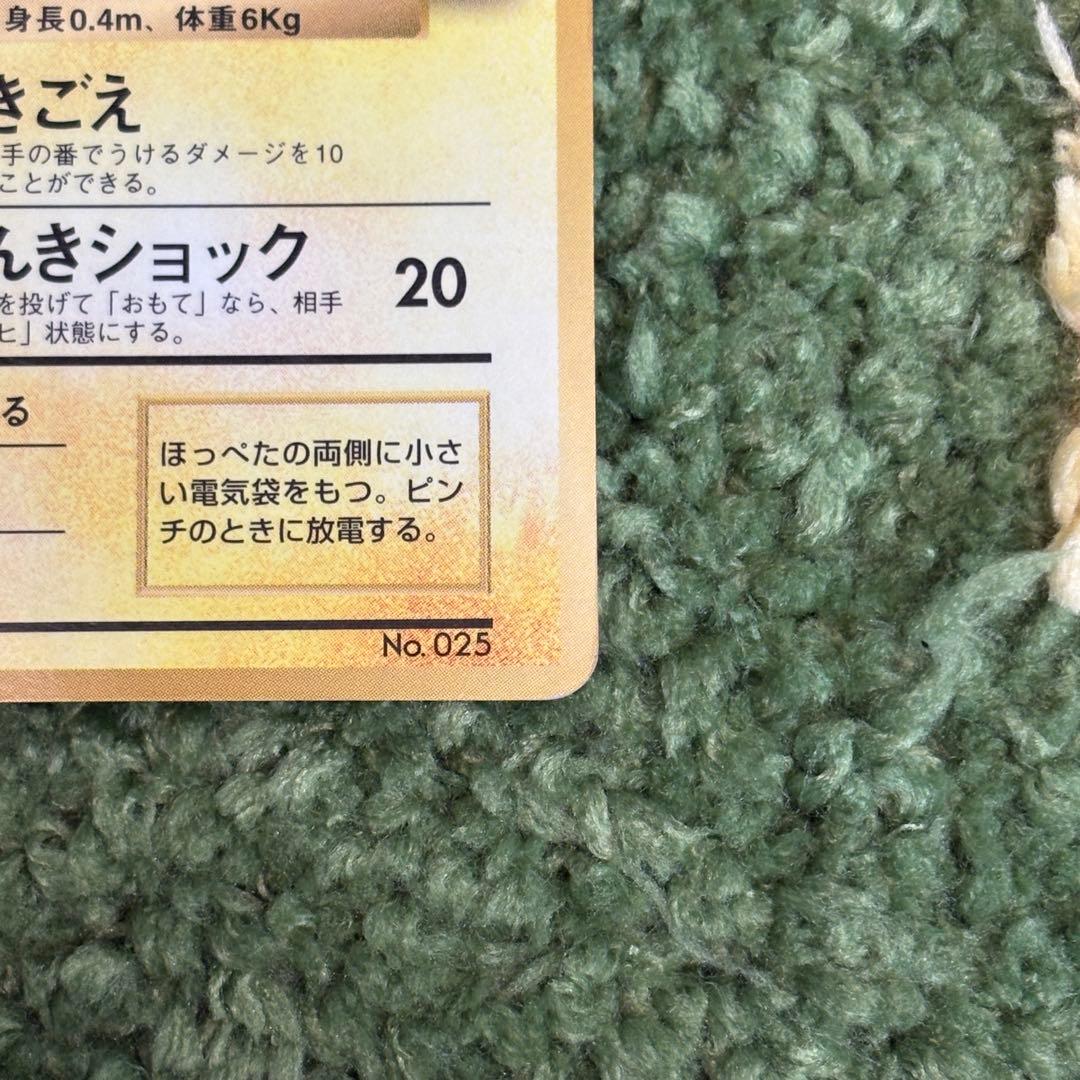 身長0.4m、体重6Kg
きごえ
手の番でうけるダメージを10
ことができる。
んきショック 20
を投げて「おもて」なら、相手
ヒ」状態にする。
る
ほっぺたの両側に小さ
い電気袋をもつ。ピン
チのときに放電する。
No. 025